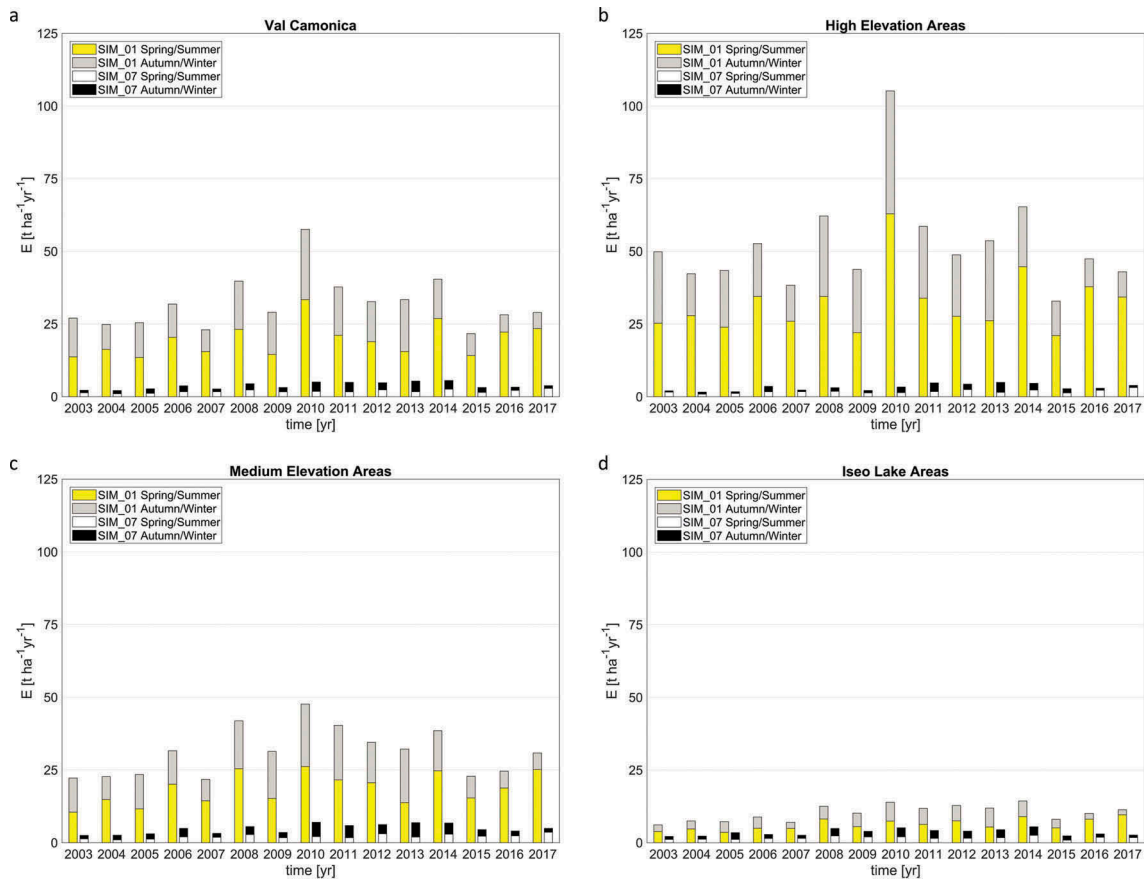 a
Val Camonica
125
100
75
50
25
0
E [t ha⁻¹yr⁻¹]
SIM_01 Spring/Summer
SIM_01 Autumn/Winter
SIM_07 Spring/Summer
SIM_07 Autumn/Winter
2003 2004 2005 2006 2007 2008 2009 2010 2011 2012 2013 2014 2015 2016 2017
time [yr]
b
High Elevation Areas
125
100
75
50
25
0
E [t ha⁻¹yr⁻¹]
SIM_01 Spring/Summer
SIM_01 Autumn/Winter
SIM_07 Spring/Summer
SIM_07 Autumn/Winter
2003 2004 2005 2006 2007 2008 2009 2010 2011 2012 2013 2014 2015 2016 2017
time [yr]
c
Medium Elevation Areas
125
100
75
50
25
0
E [t ha⁻¹yr⁻¹]
SIM_01 Spring/Summer
SIM_01 Autumn/Winter
SIM_07 Spring/Summer
SIM_07 Autumn/Winter
2003 2004 2005 2006 2007 2008 2009 2010 2011 2012 2013 2014 2015 2016 2017
time [yr]
d
Iseo Lake Areas
125
100
75
50
25
0
E [t ha⁻¹yr⁻¹]
SIM_01 Spring/Summer
SIM_01 Autumn/Winter
SIM_07 Spring/Summer
SIM_07 Autumn/Winter
2003 2004 2005 2006 2007 2008 2009 2010 2011 2012 2013 2014 2015 2016 2017
time [yr]